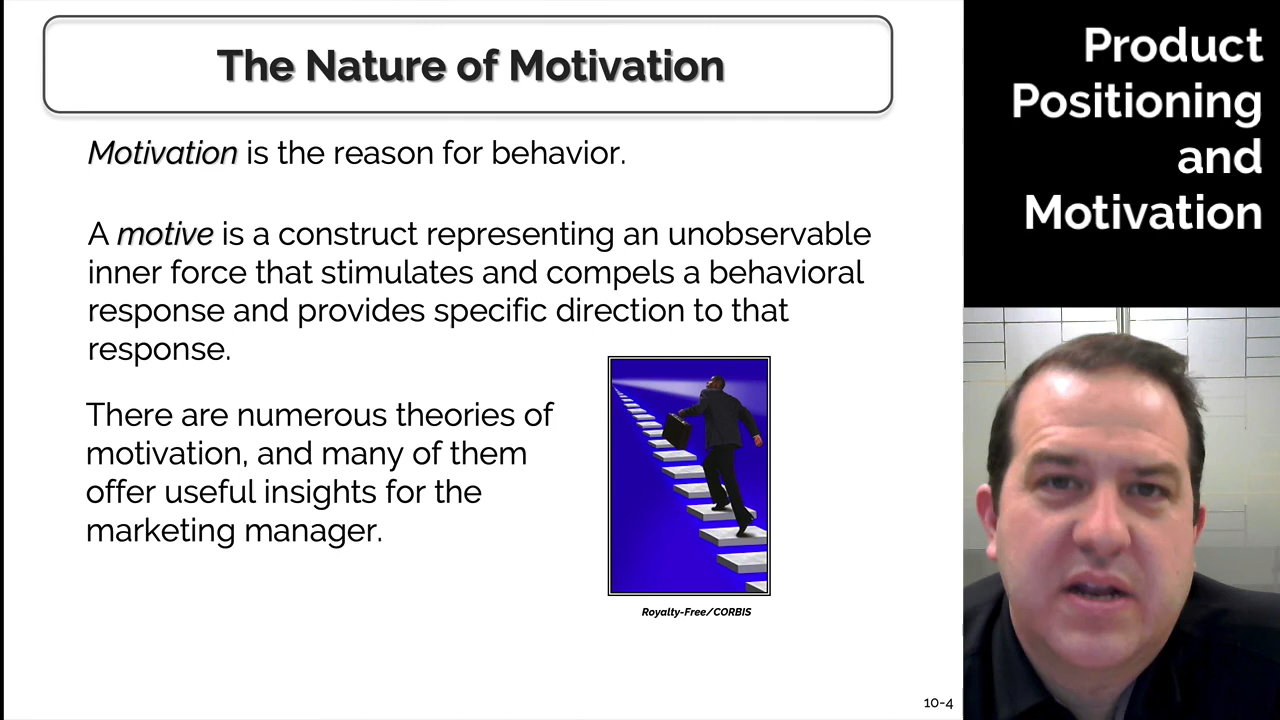 The Nature of Motivation
Motivation is the reason for behavior.
A motive is a construct representing an unobservable
inner force that stimulates and compels a behavioral
response and provides specific direction to that
response.
There are numerous theories of
motivation, and many of them
offer useful insights for the
marketing manager.
Royalty-Free/CORBIS
10-4
Product
Positioning
and
Motivation